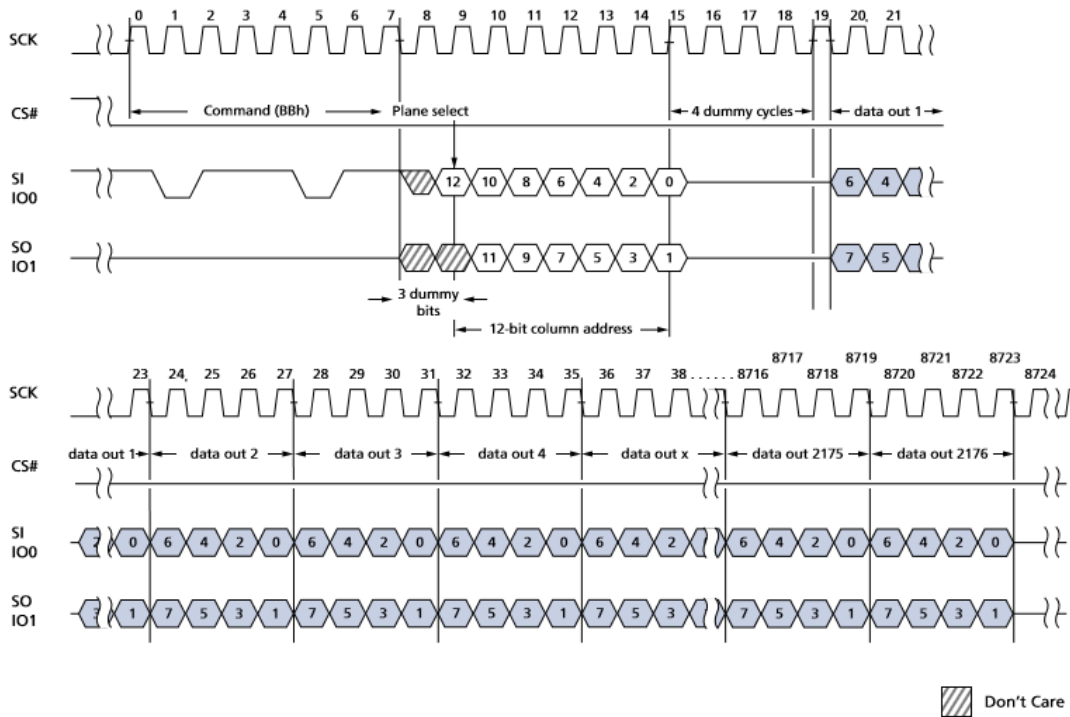 0 1 2 3 4 5 6 7 8 9 10 11 12 13 14 15 16 17 18 19 20, 21
SCK
Command (BBh) Plane select 4 dummy cycles data out 1
CS#
SI
IO0
12 10 8 6 4 2 0 6 4
SO
IO1
11 9 7 5 3 1 7 5
3 dummy
bits
12-bit column address
8717 8719 8721 8723
23 24, 25 26 27 28 29 30 31 32 33 34 35 36 37 38 ...... 8716 8718 8720 8722 8724
SCK
data out 1 data out 2 data out 3 data out 4 data out x data out 2175 data out 2176
CS#
SI
IO0
2 0 6 4 2 0 6 4 2 0 6 4 2 0 6 4 2 6 4 2 0 6 4 2 0
SO
IO1
3 1 7 5 3 1 7 5 3 1 7 5 3 1 7 5 3 7 5 3 1 7 5 3 1
Don't Care